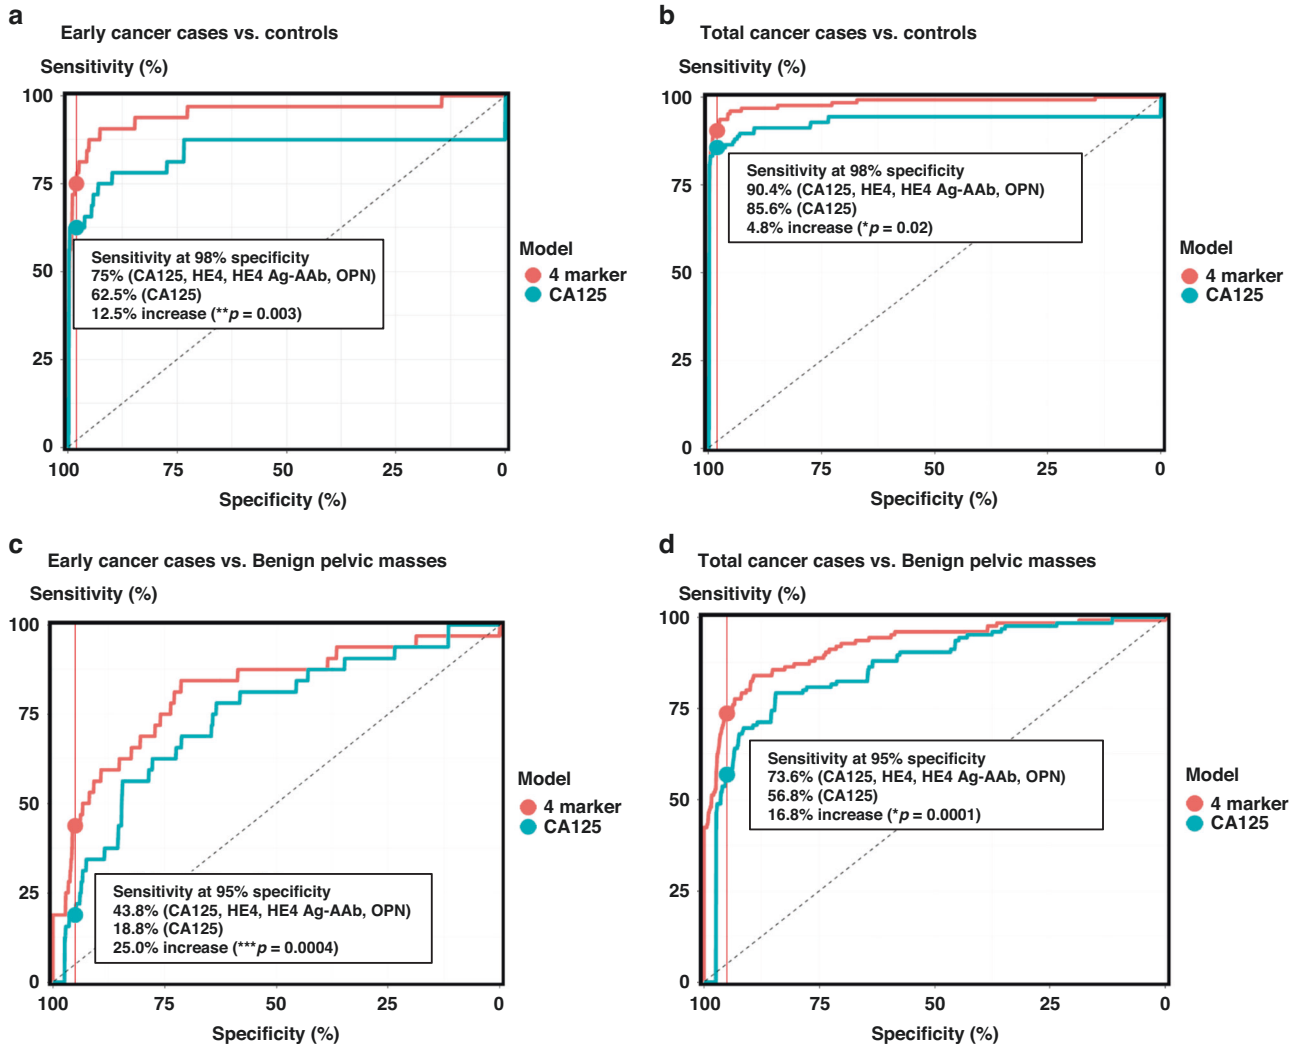 a
Early cancer cases vs. controls
Sensitivity (%)
100
75
50
25
0
100 75 50 25 0
Specificity (%)
Sensitivity at 98% specificity
75% (CA125, HE4, HE4 Ag-AAb, OPN)
62.5% (CA125)
12.5% increase (**p = 0.003)
Model
4 marker
CA125
b
Total cancer cases vs. controls
Sensitivity (%)
100
75
50
25
0
100 75 50 25 0
Specificity (%)
Sensitivity at 98% specificity
90.4% (CA125, HE4, HE4 Ag-AAb, OPN)
85.6% (CA125)
4.8% increase (*p = 0.02)
Model
4 marker
CA125
c
Early cancer cases vs. Benign pelvic masses
Sensitivity (%)
100
75
50
25
0
100 75 50 25 0
Specificity (%)
Sensitivity at 95% specificity
43.8% (CA125, HE4, HE4 Ag-AAb, OPN)
18.8% (CA125)
25.0% increase (***p = 0.0004)
Model
4 marker
CA125
d
Total cancer cases vs. Benign pelvic masses
Sensitivity (%)
100
75
50
25
0
100 75 50 25 0
Specificity (%)
Sensitivity at 95% specificity
73.6% (CA125, HE4, HE4 Ag-AAb, OPN)
56.8% (CA125)
16.8% increase (*p = 0.0001)
Model
4 marker
CA125